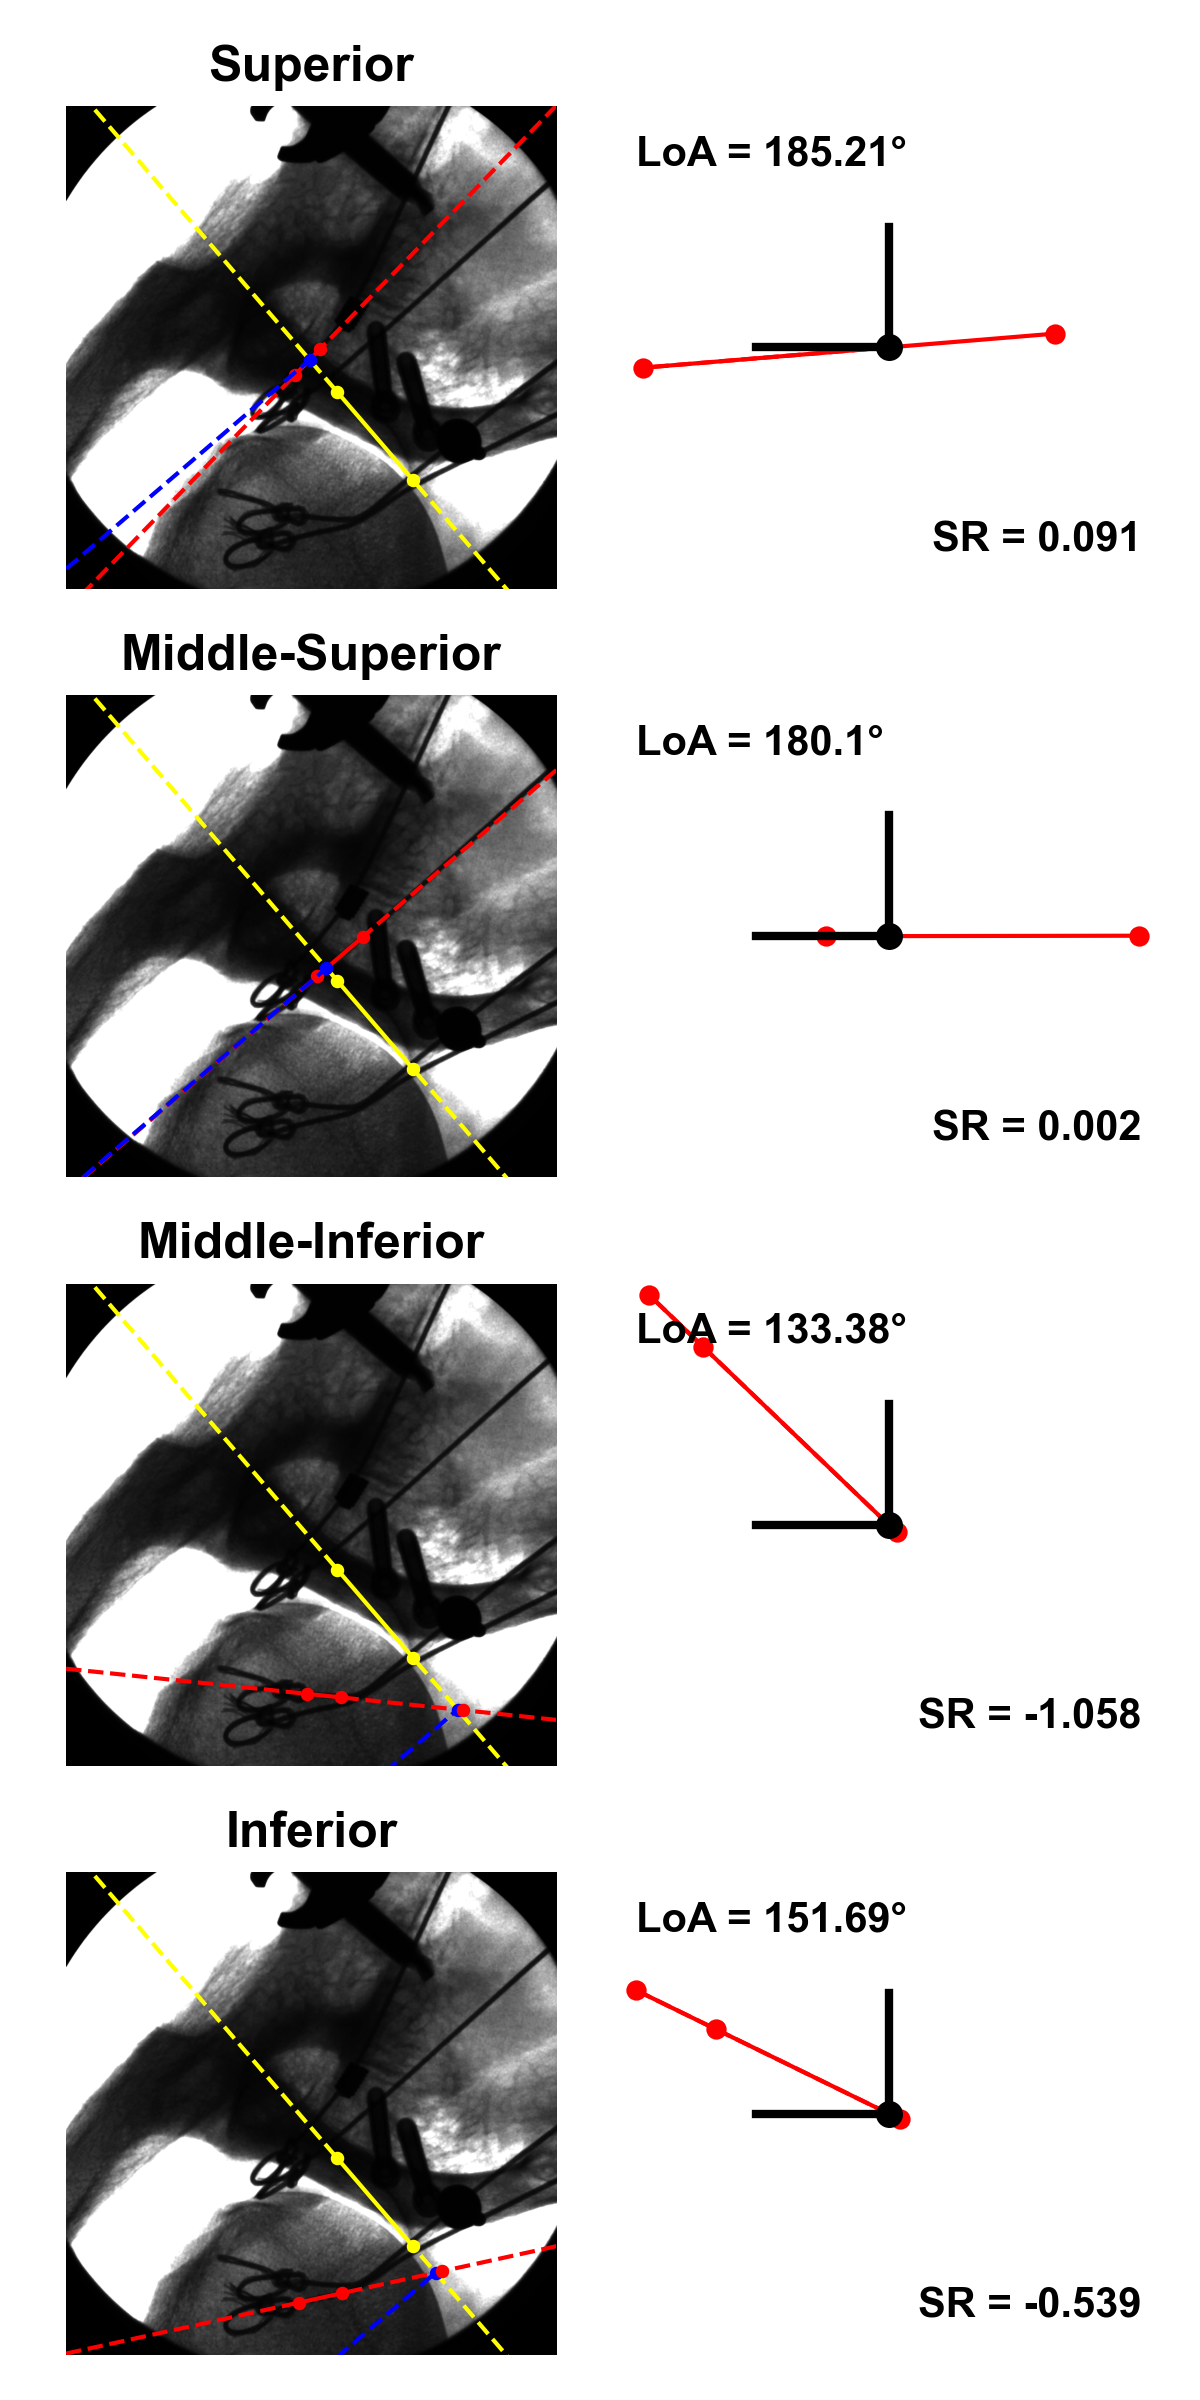 Superior
LoA = 185.21°
SR = 0.091
Middle-Superior
LoA = 180.1°
SR = 0.002
Middle-Inferior
LoA = 133.38°
SR = -1.058
Inferior
LoA = 151.69°
SR = -0.539